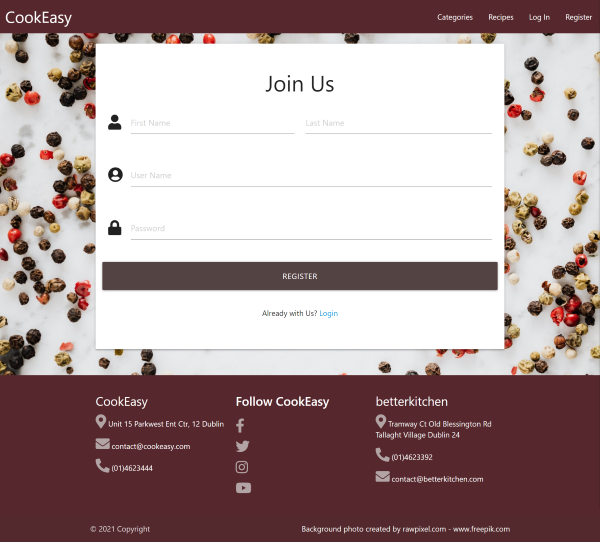 CookEasy
Categories Recipes Log In Register
Join Us
First Name Last Name
User Name
Password
REGISTER
Already with Us? Login
CookEasy
Unit 15 Parkwest Ent Ctr, 12 Dublin
contact@cookeasy.com
(01)4623444
Follow CookEasy
betterkitchen
Tramway Ct Old Blessington Rd
Tallaght Village Dublin 24
(01)4623392
contact@betterkitchen.com
© 2021 Copyright
Background photo created by rawpixel.com - www.freepik.com